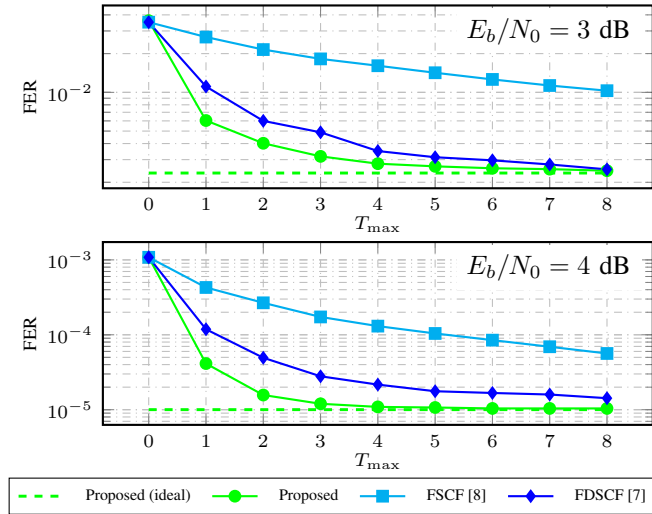 E_b/N_0 = 3 dB
FER
10^{-2}
0 1 2 3 4 5 6 7 8
T_max
E_b/N_0 = 4 dB
FER
10^{-3}
10^{-4}
10^{-5}
0 1 2 3 4 5 6 7 8
T_max
Proposed (ideal) Proposed FSCF [8] FDSCF [7]